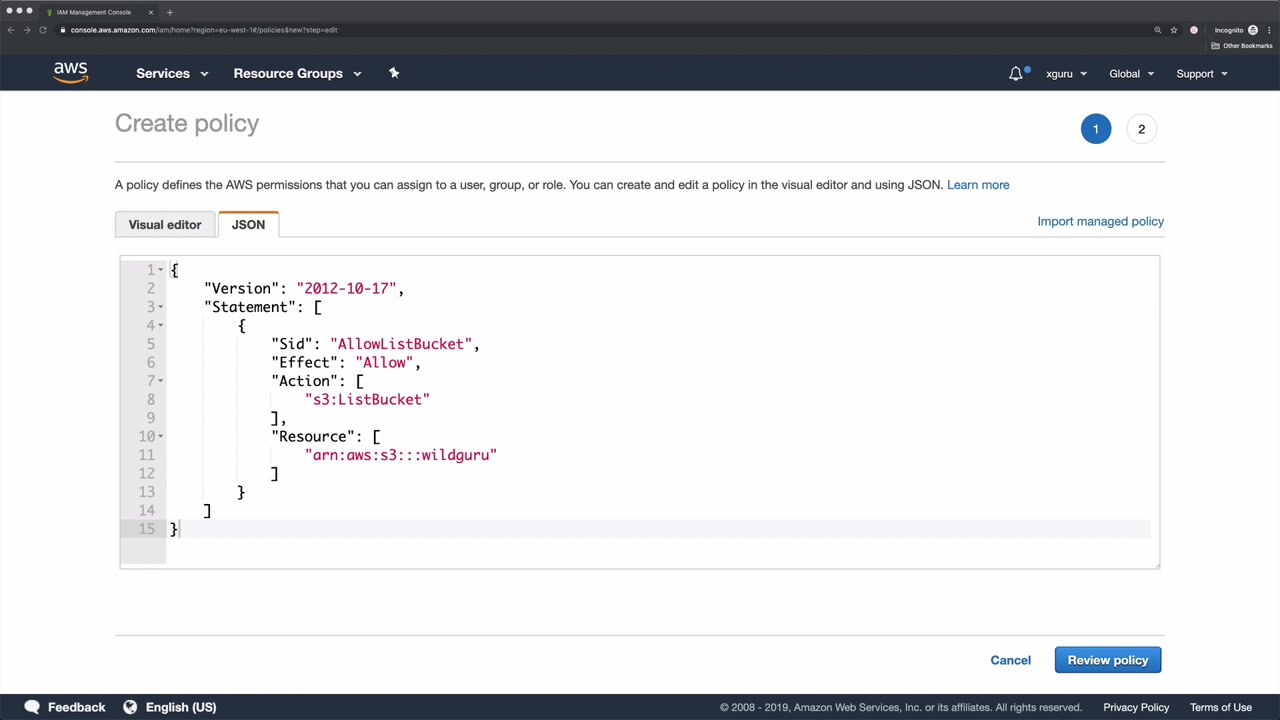 IAM Management Console
console.aws.amazon.com/iam/home?region=eu-west-1#/policies$new?step=edit
Incognito
Other Bookmarks
aws
Services
Resource Groups
xguru
Global
Support
Create policy
1
2
A policy defines the AWS permissions that you can assign to a user, group, or role. You can create and edit a policy in the visual editor and using JSON. Learn more
Visual editor
JSON
Import managed policy
1 {
2 "Version": "2012-10-17",
3 "Statement": [
4 {
5 "Sid": "AllowListBucket",
6 "Effect": "Allow",
7 "Action": [
8 "s3:ListBucket"
9 ],
10 "Resource": [
11 "arn:aws:s3:::wildguru"
12 ]
13 }
14 ]
15 }
Cancel
Review policy
Feedback
English (US)
© 2008 - 2019, Amazon Web Services, Inc. or its affiliates. All rights reserved.
Privacy Policy
Terms of Use